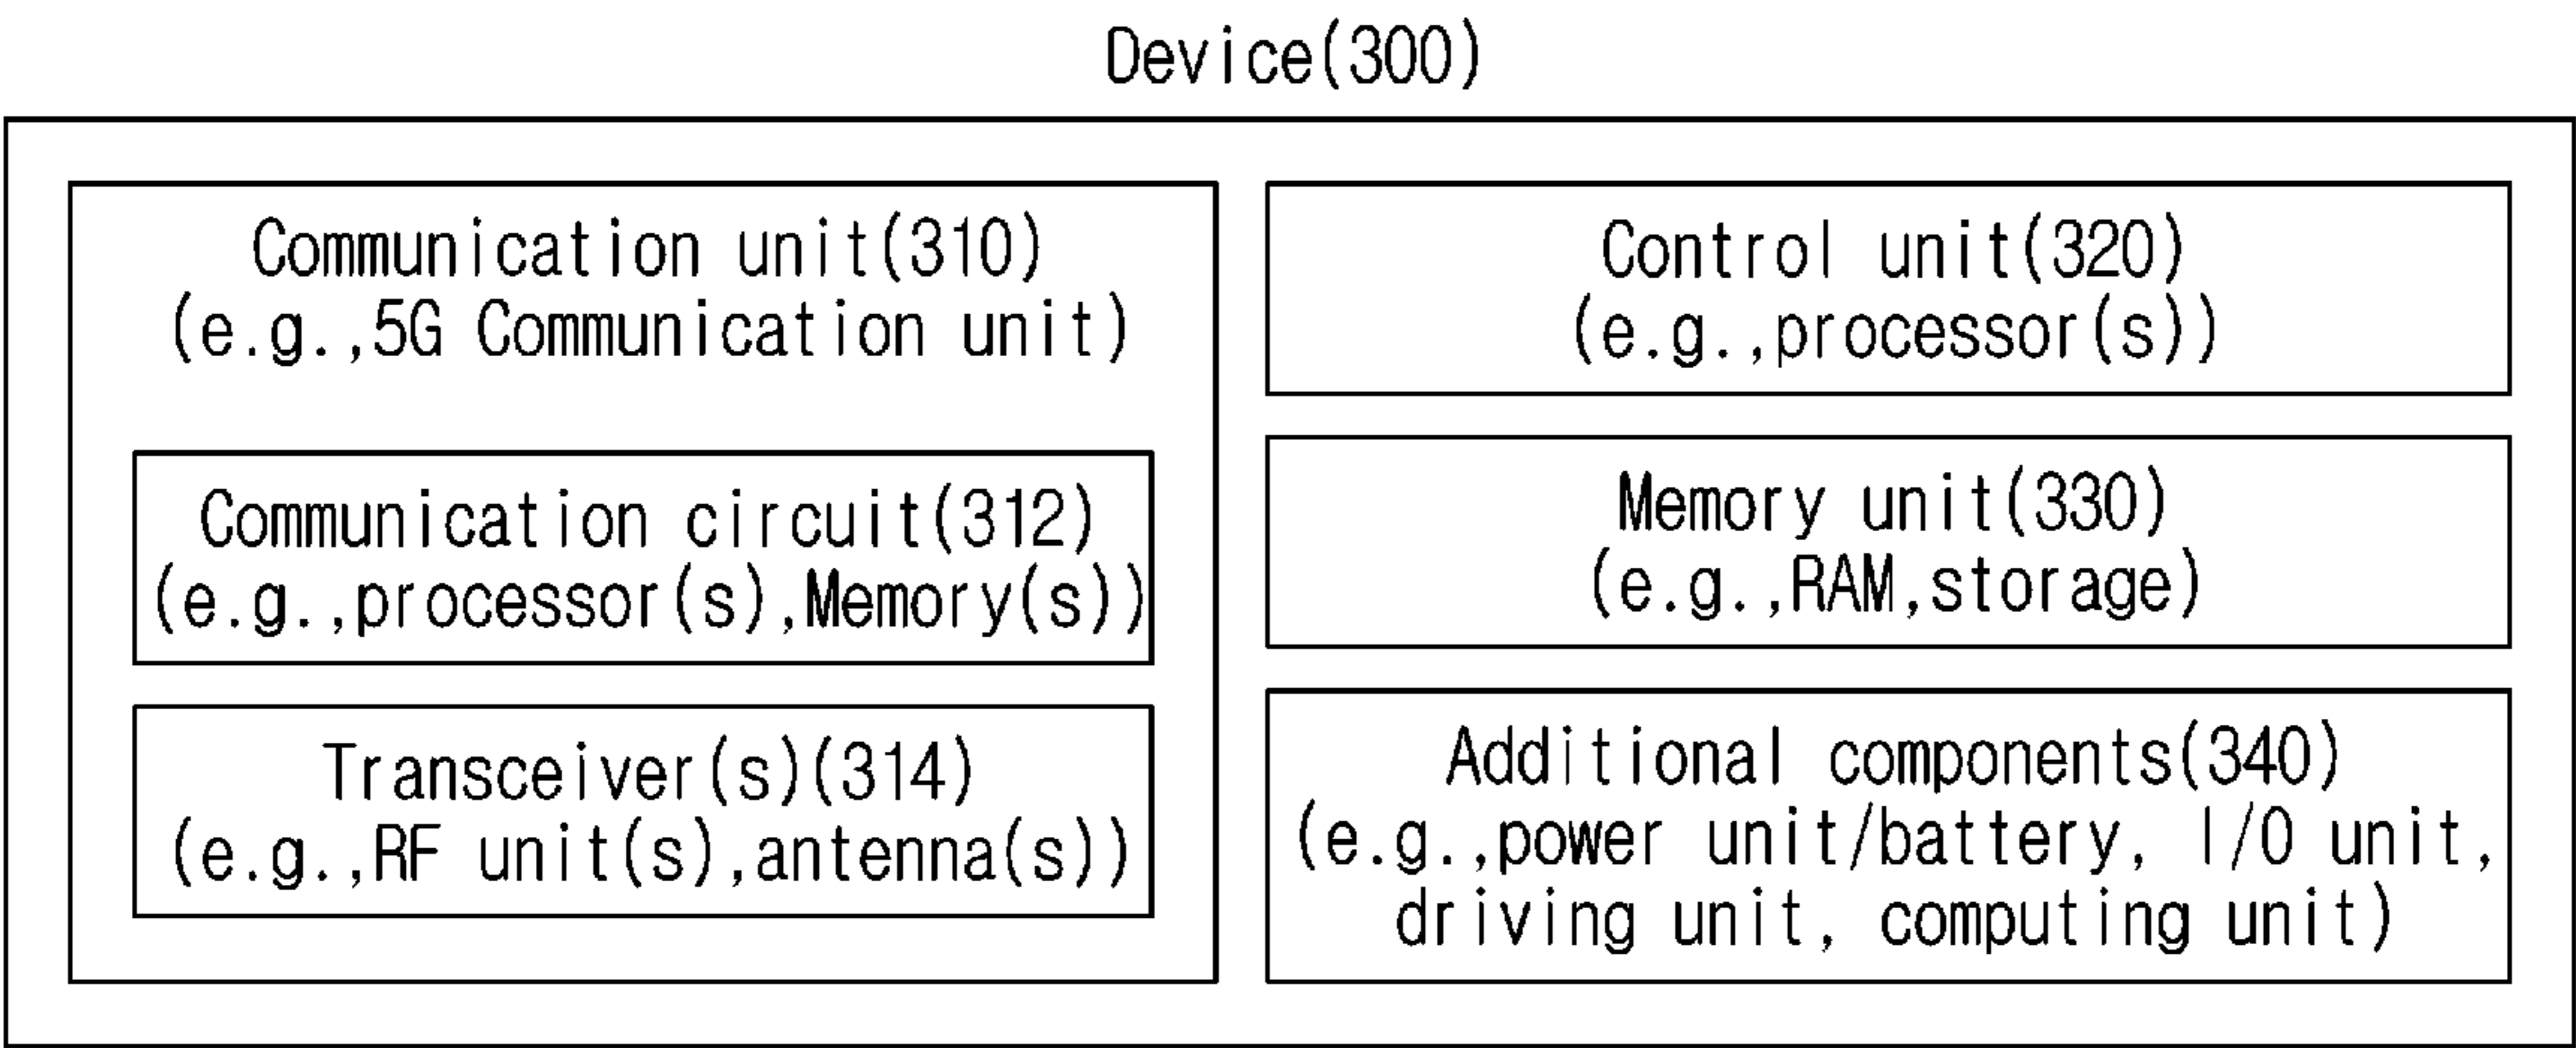 Device(300)
Communication unit(310)
(e.g.,5G Communication unit)
Communication circuit(312)
(e.g.,processor(s),Memory(s))
Transceiver(s)(314)
(e.g.,RF unit(s),antenna(s))
Control unit(320)
(e.g.,processor(s))
Memory unit(330)
(e.g.,RAM,storage)
Additional components(340)
(e.g.,power unit/battery, I/O unit,
driving unit, computing unit)